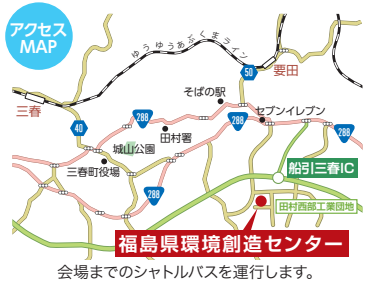 アクセス
MAP
ゆうゆうあぶくまライン
50
要田
三春
そばの駅
288
288
セブンイレブン
288
40
田村署
城山公園
三春町役場
288
船引三春IC
田村西部工業団地
福島県環境創造センター
会場までのシャトルバスを運行します。